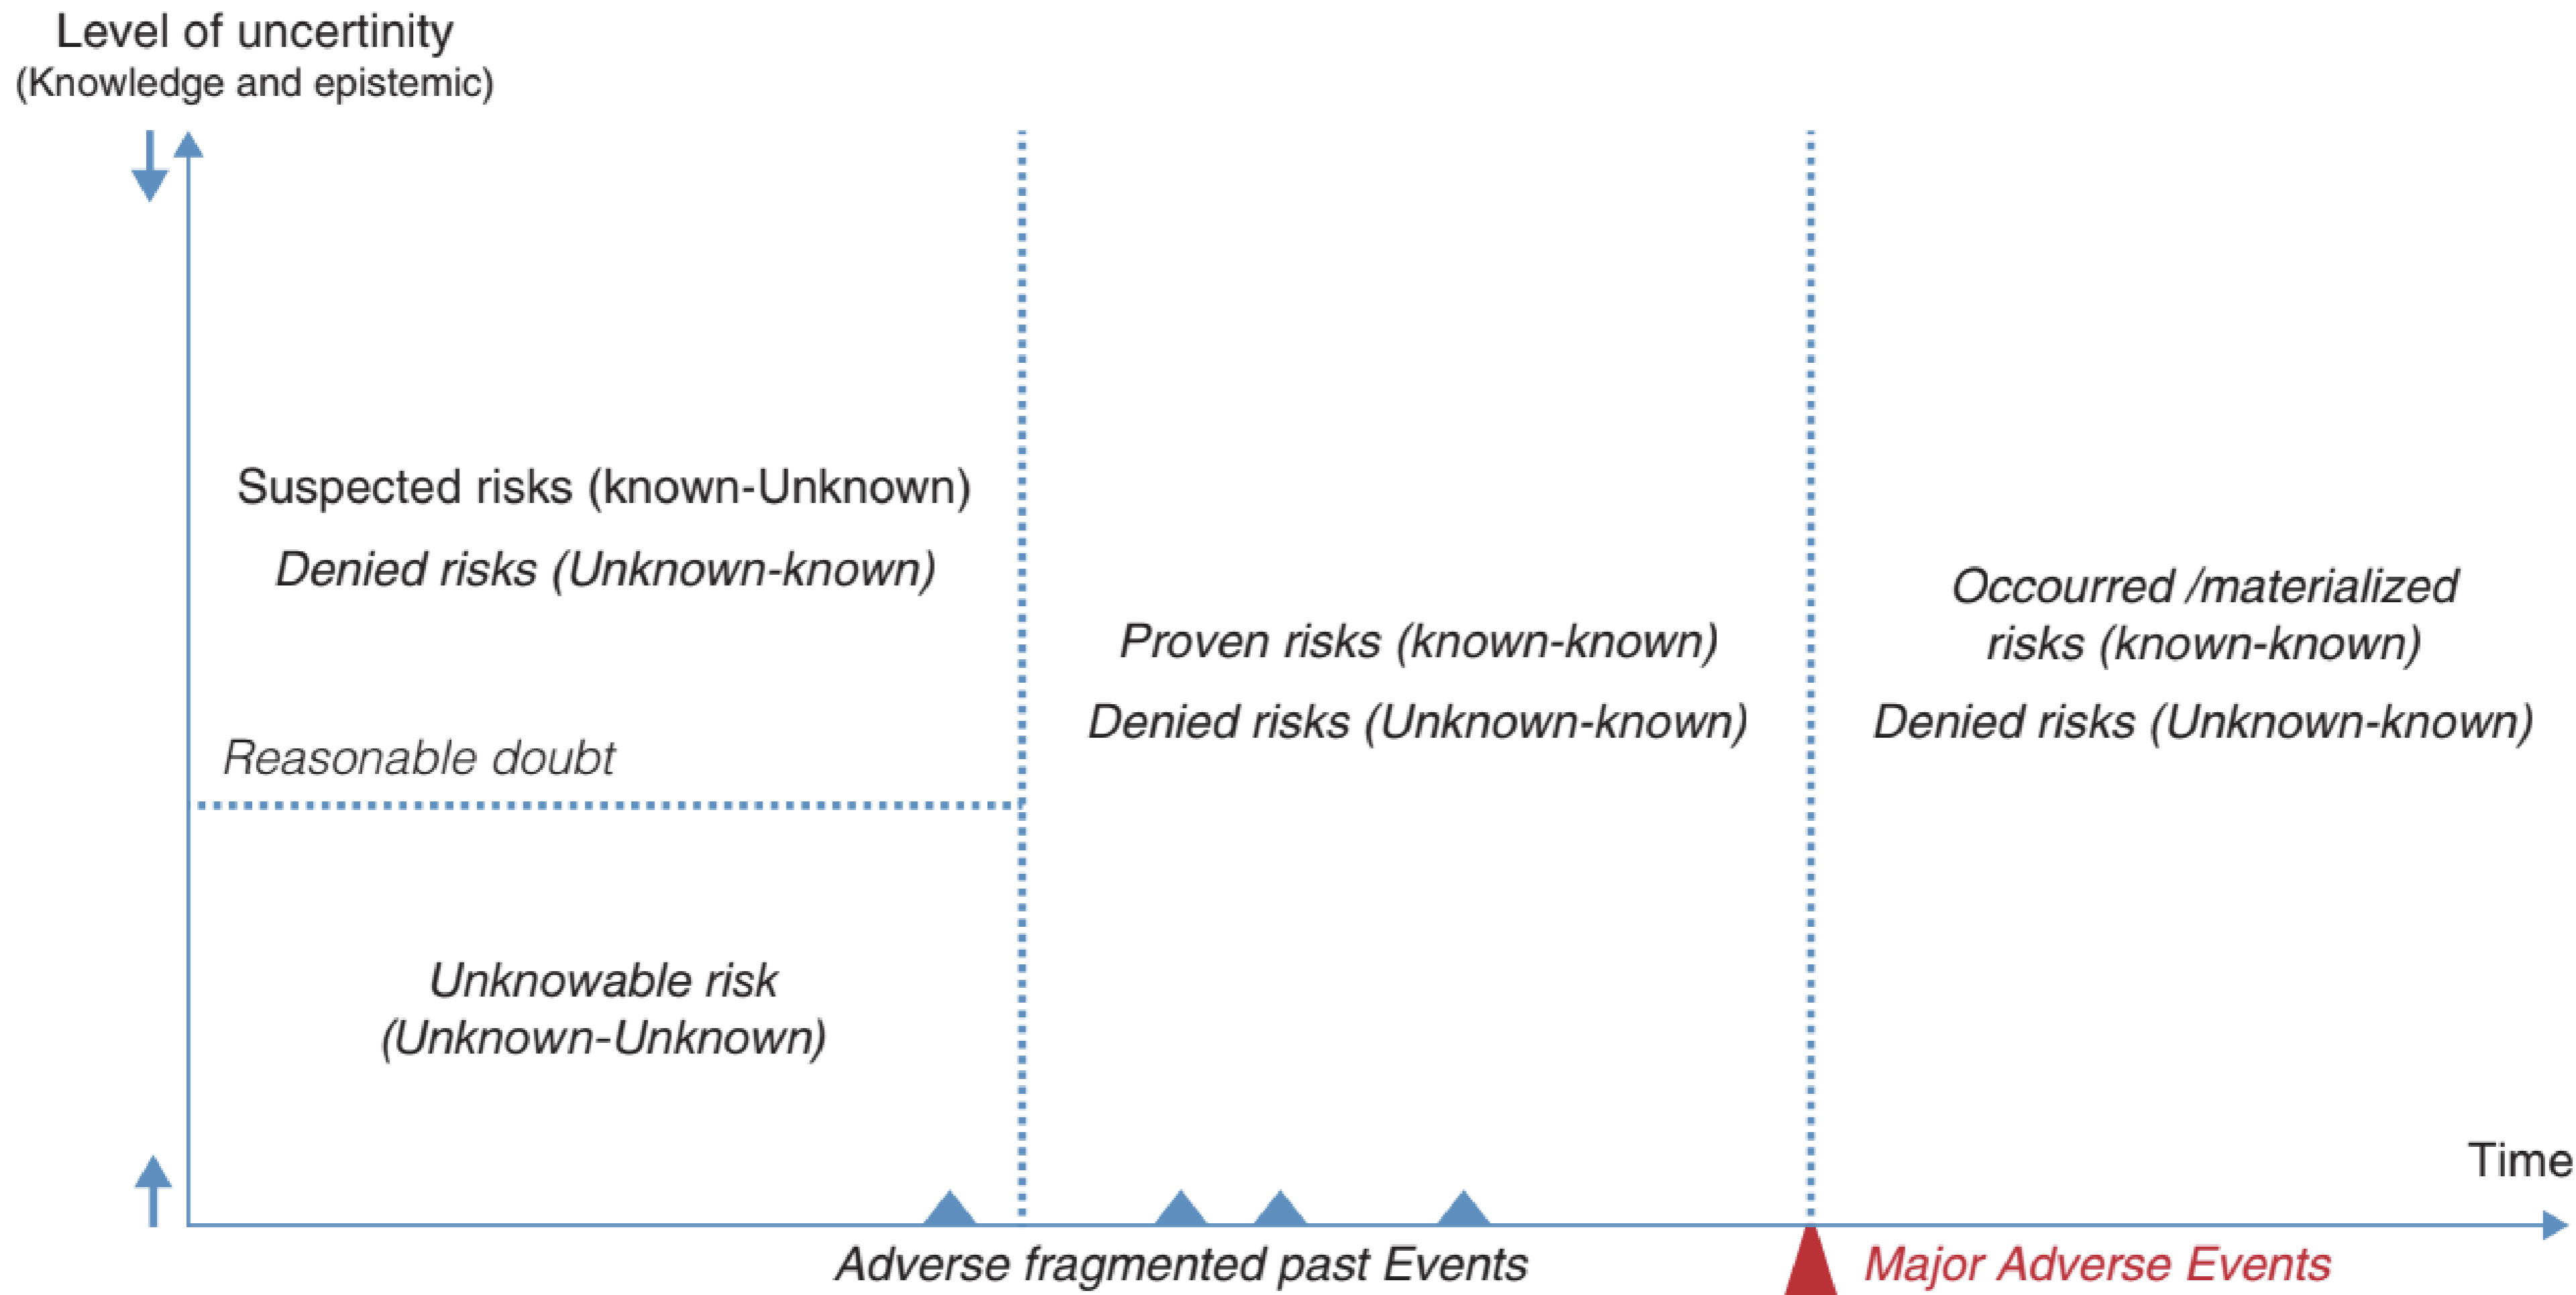 Level of uncertinity
(Knowledge and epistemic)
Suspected risks (known-Unknown)
Denied risks (Unknown-known)
Reasonable doubt
Unknowable risk
(Unknown-Unknown)
Proven risks (known-known)
Denied risks (Unknown-known)
Occourred /materialized
risks (known-known)
Denied risks (Unknown-known)
Time
Adverse fragmented past Events
Major Adverse Events